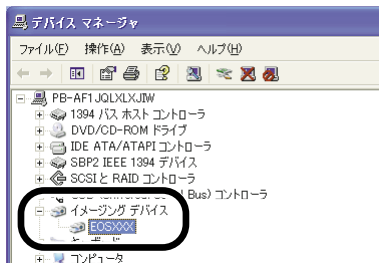 デバイス マネージャ
ファイル(F) 操作(A) 表示(V) ヘルプ(H)
PB-AF1JQLXLXJIW
1394 バス ホスト コントローラ
DVD/CD-ROM ドライブ
IDE ATA/ATAPI コントローラ
SBP2 IEEE 1394 デバイス
SCSI と RAID コントローラ
Bus) コントローラ
イメージング デバイス
EOSXXX
コンピュータ